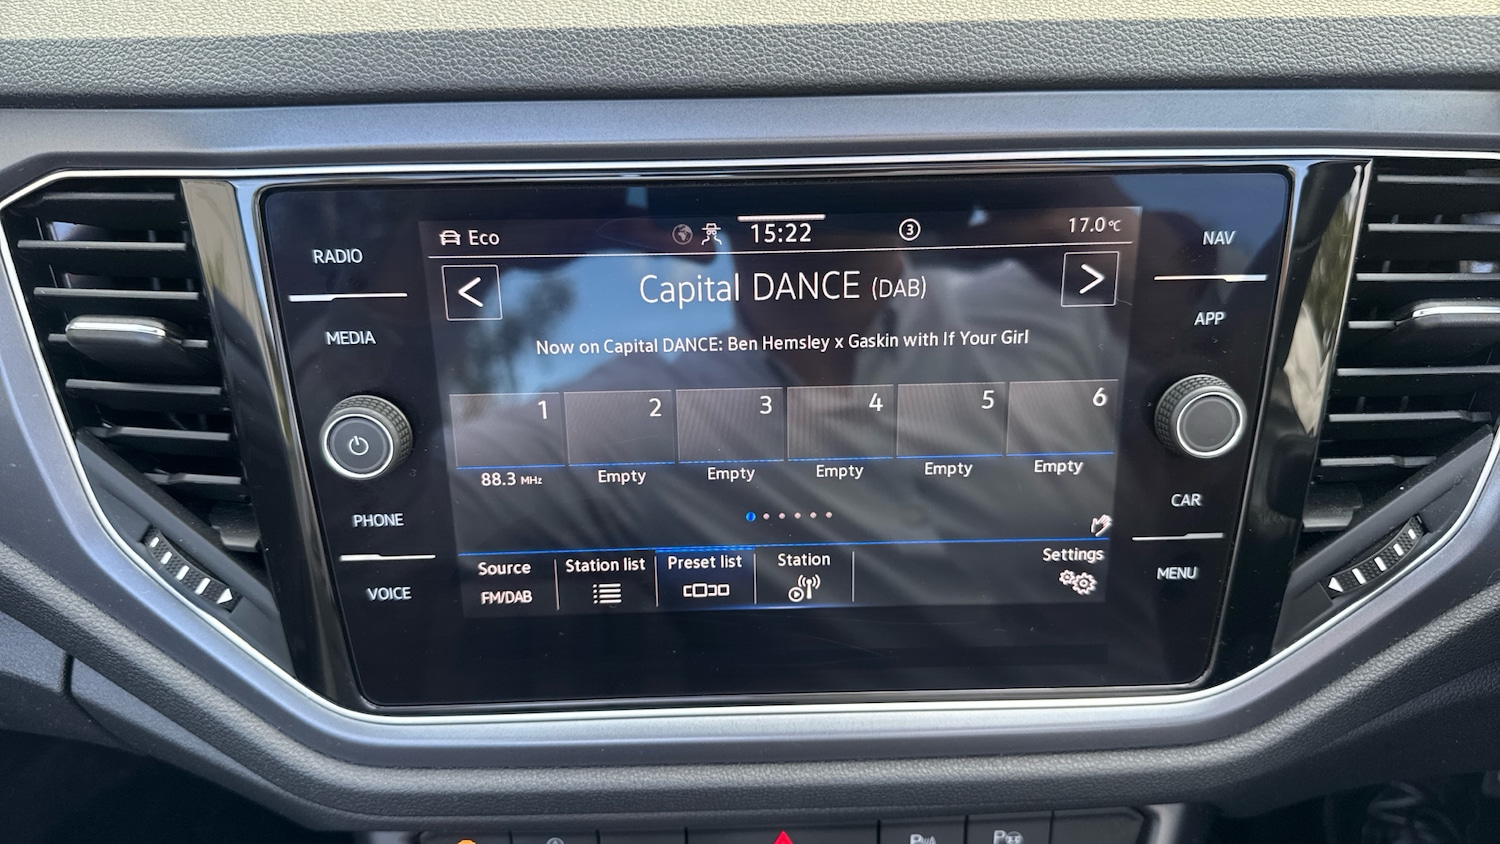 RADIO
MEDIA
PHONE
VOICE
Eco
15:22
3
17.0°C
<
Capital DANCE (DAB)
>
Now on Capital DANCE: Ben Hemsley x Gaskin with If Your Girl
1
2
3
4
5
6
88.3 MHz
Empty
Empty
Empty
Empty
Empty
Source
FM/DAB
Station list
Preset list
Station
Settings
NAV
APP
CAR
MENU
P
P